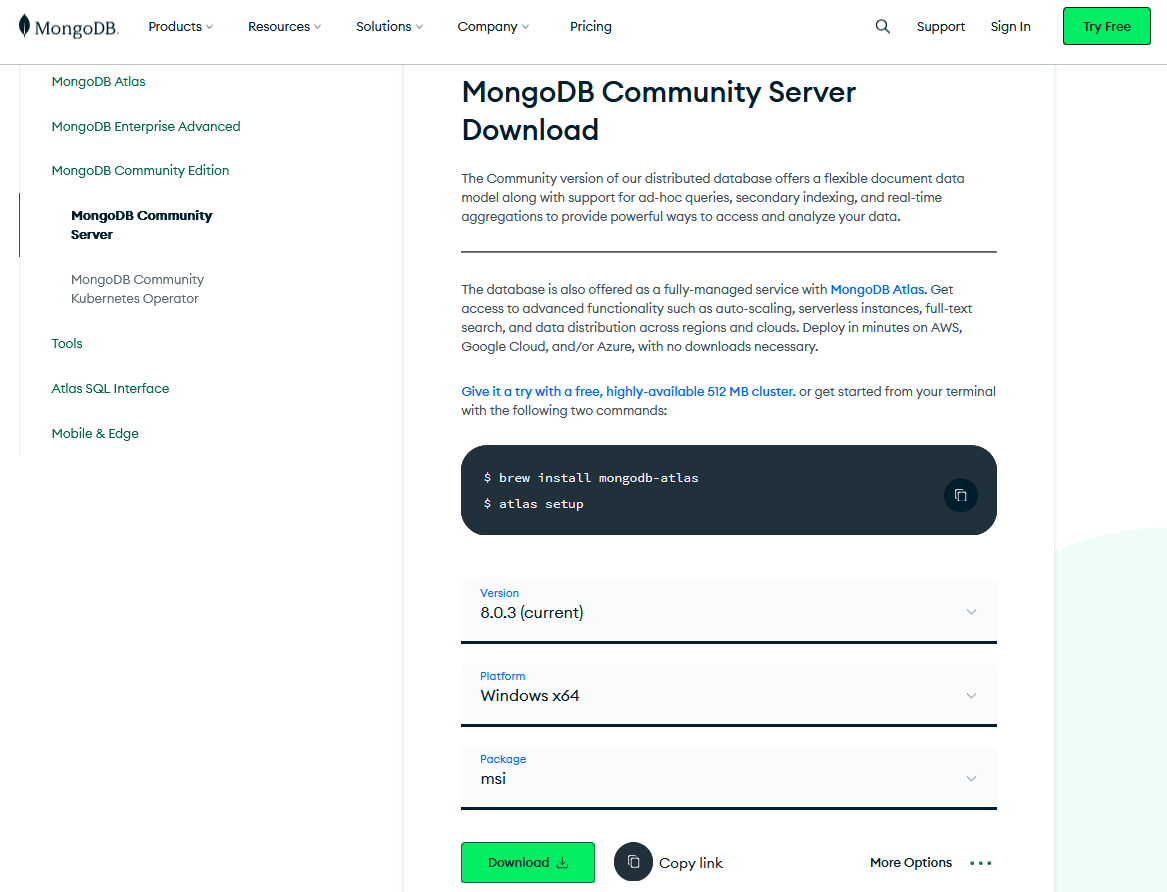 MongoDB.
Products
Resources
Solutions
Company
Pricing
Support
Sign In
Try Free
MongoDB Atlas
MongoDB Enterprise Advanced
MongoDB Community Edition
MongoDB Community
Server
MongoDB Community
Kubernetes Operator
Tools
Atlas SQL Interface
Mobile & Edge
MongoDB Community Server
Download
The Community version of our distributed database offers a flexible document data
model along with support for ad-hoc queries, secondary indexing, and real-time
aggregations to provide powerful ways to access and analyze your data.
The database is also offered as a fully-managed service with MongoDB Atlas. Get
access to advanced functionality such as auto-scaling, serverless instances, full-text
search, and data distribution across regions and clouds. Deploy in minutes on AWS,
Google Cloud, and/or Azure, with no downloads necessary.
Give it a try with a free, highly-available 512 MB cluster. or get started from your terminal
with the following two commands:
$ brew install mongodb-atlas
$ atlas setup
Version
8.0.3 (current)
Platform
Windows x64
Package
msi
Download
Copy link
More Options